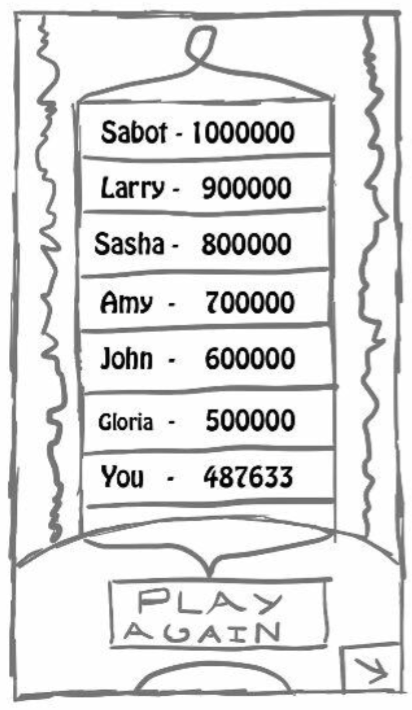 Sabot - 1000000
Larry - 900000
Sasha - 800000
Amy - 700000
John - 600000
Gloria - 500000
You - 487633
PLAY
AGAIN